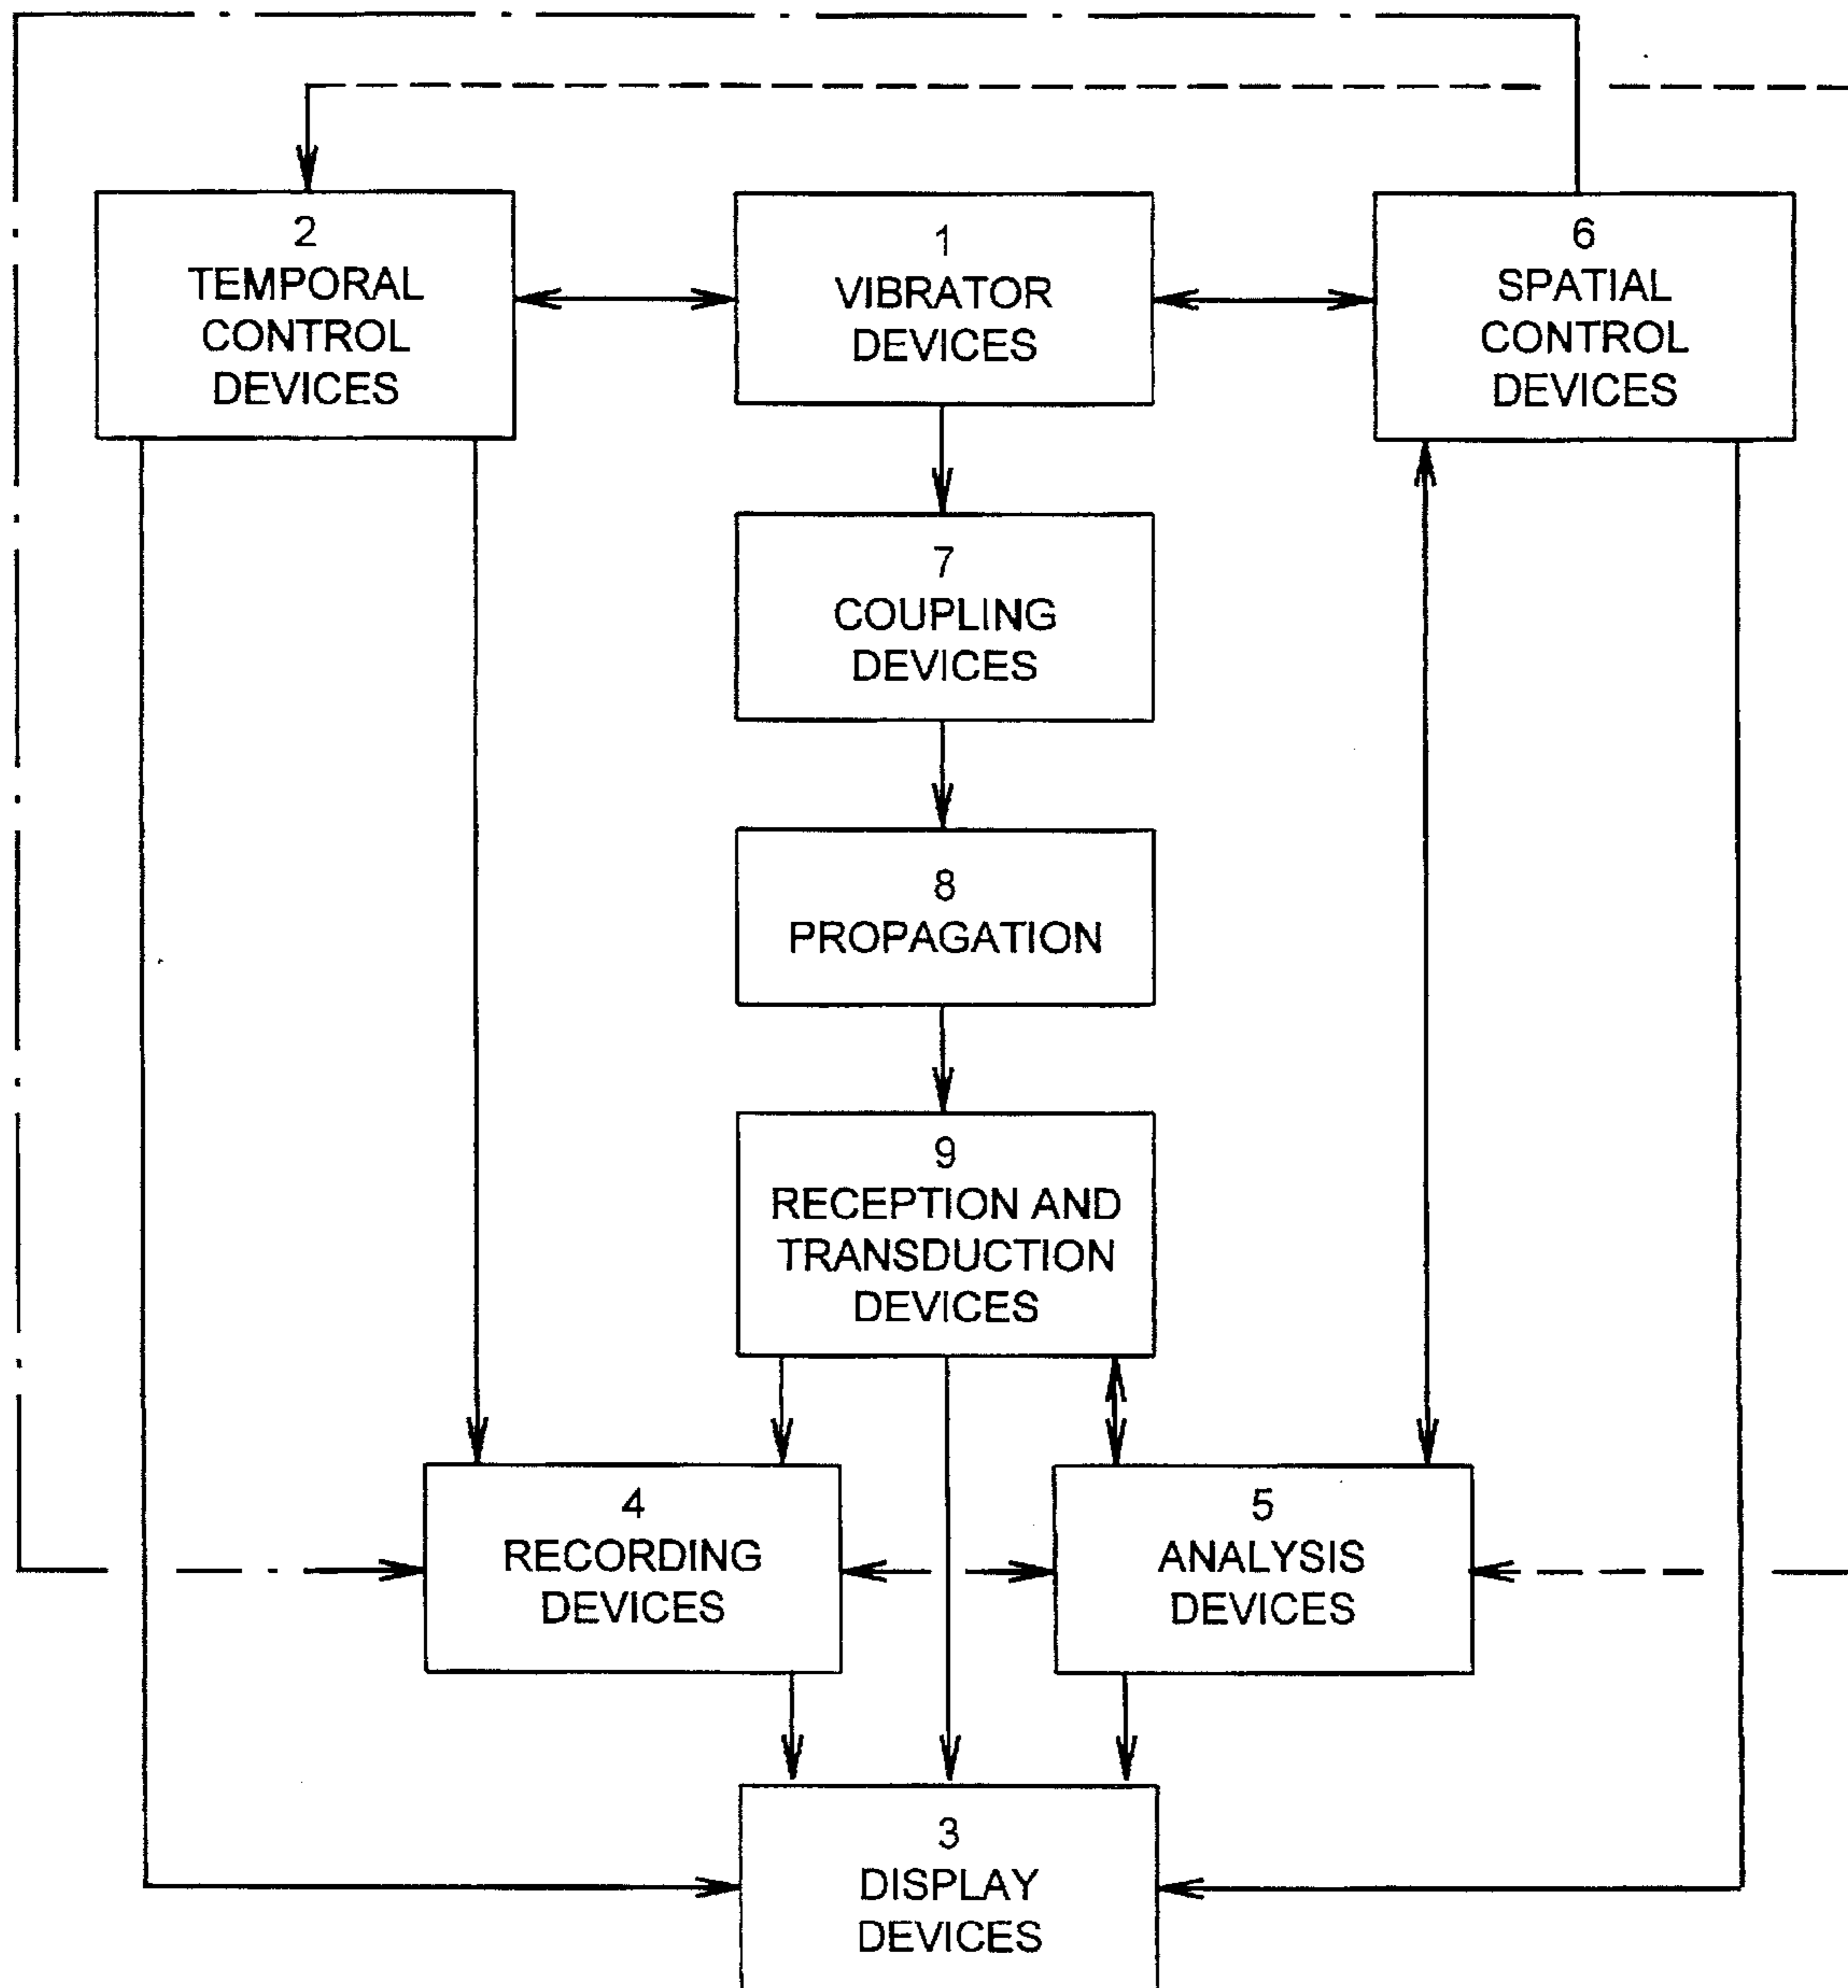 2
TEMPORAL
CONTROL
DEVICES
1
VIBRATOR
DEVICES
6
SPATIAL
CONTROL
DEVICES
7
COUPLING
DEVICES
8
PROPAGATION
9
RECEPTION AND
TRANSDUCTION
DEVICES
4
RECORDING
DEVICES
5
ANALYSIS
DEVICES
3
DISPLAY
DEVICES